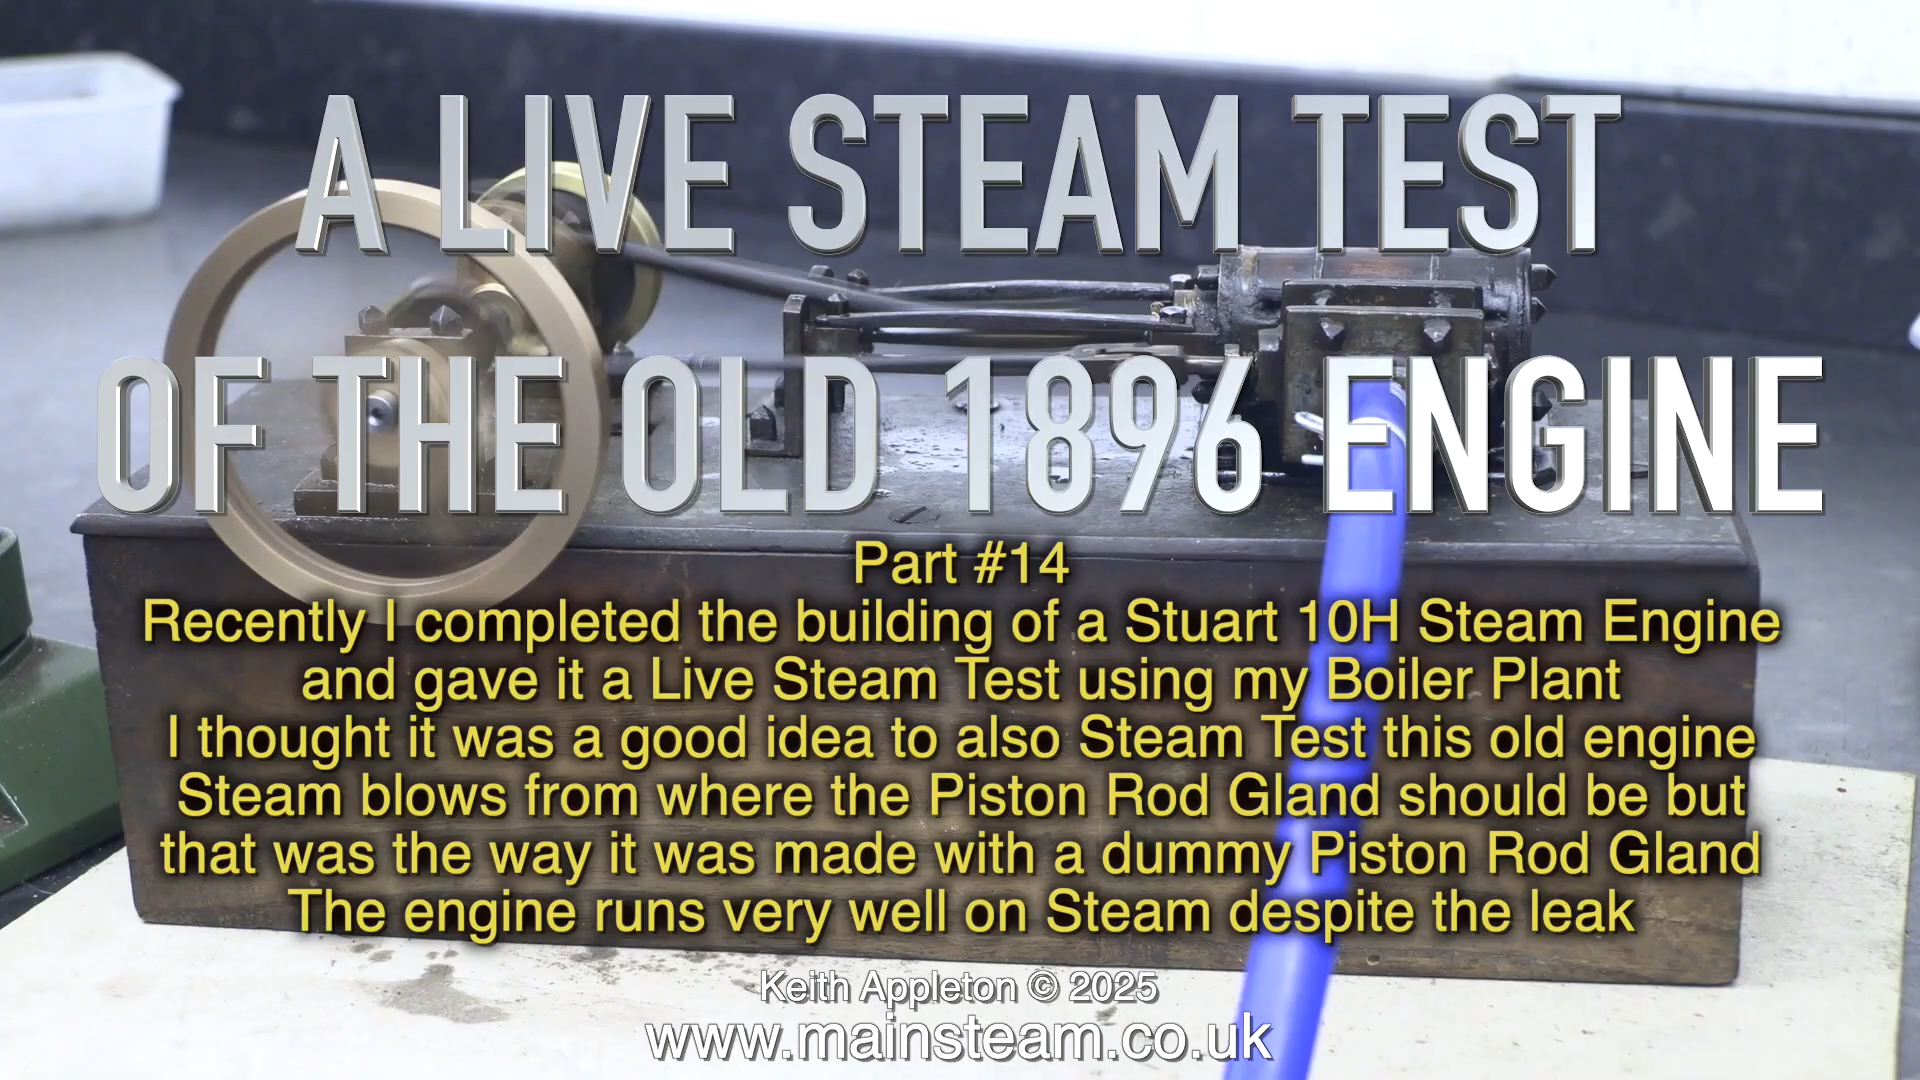 A LIVE STEAM TEST
OF THE OLD 1896 ENGINE
Part #14
Recently I completed the building of a Stuart 10H Steam Engine
and gave it a Live Steam Test using my Boiler Plant
I thought it was a good idea to also Steam Test this old engine
Steam blows from where the Piston Rod Gland should be but
that was the way it was made with a dummy Piston Rod Gland
The engine runs very well on Steam despite the leak
Keith Appleton © 2025
www.mainsteam.co.uk